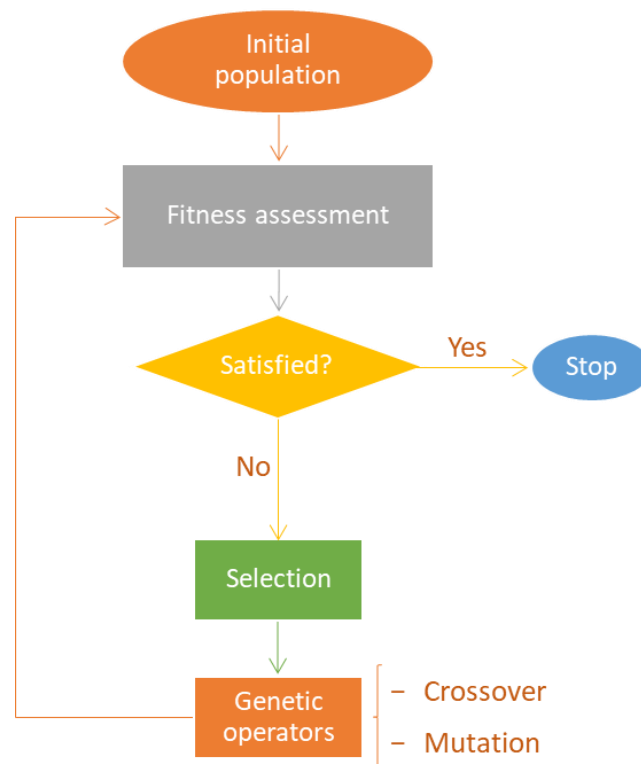 Initial
population
Fitness assessment
Satisfied?
Yes
Stop
No
Selection
Genetic
operators
– Crossover
– Mutation